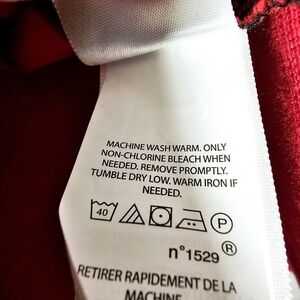 MACHINE WASH WARM. ONLY
NON-CHLORINE BLEACH WHEN
NEEDED. REMOVE PROMPTLY.
TUMBLE DRY LOW. WARM IRON IF
NEEDED.
40 P
n°1529 ®
RETIRER RAPIDEMENT DE LA
MACHINE